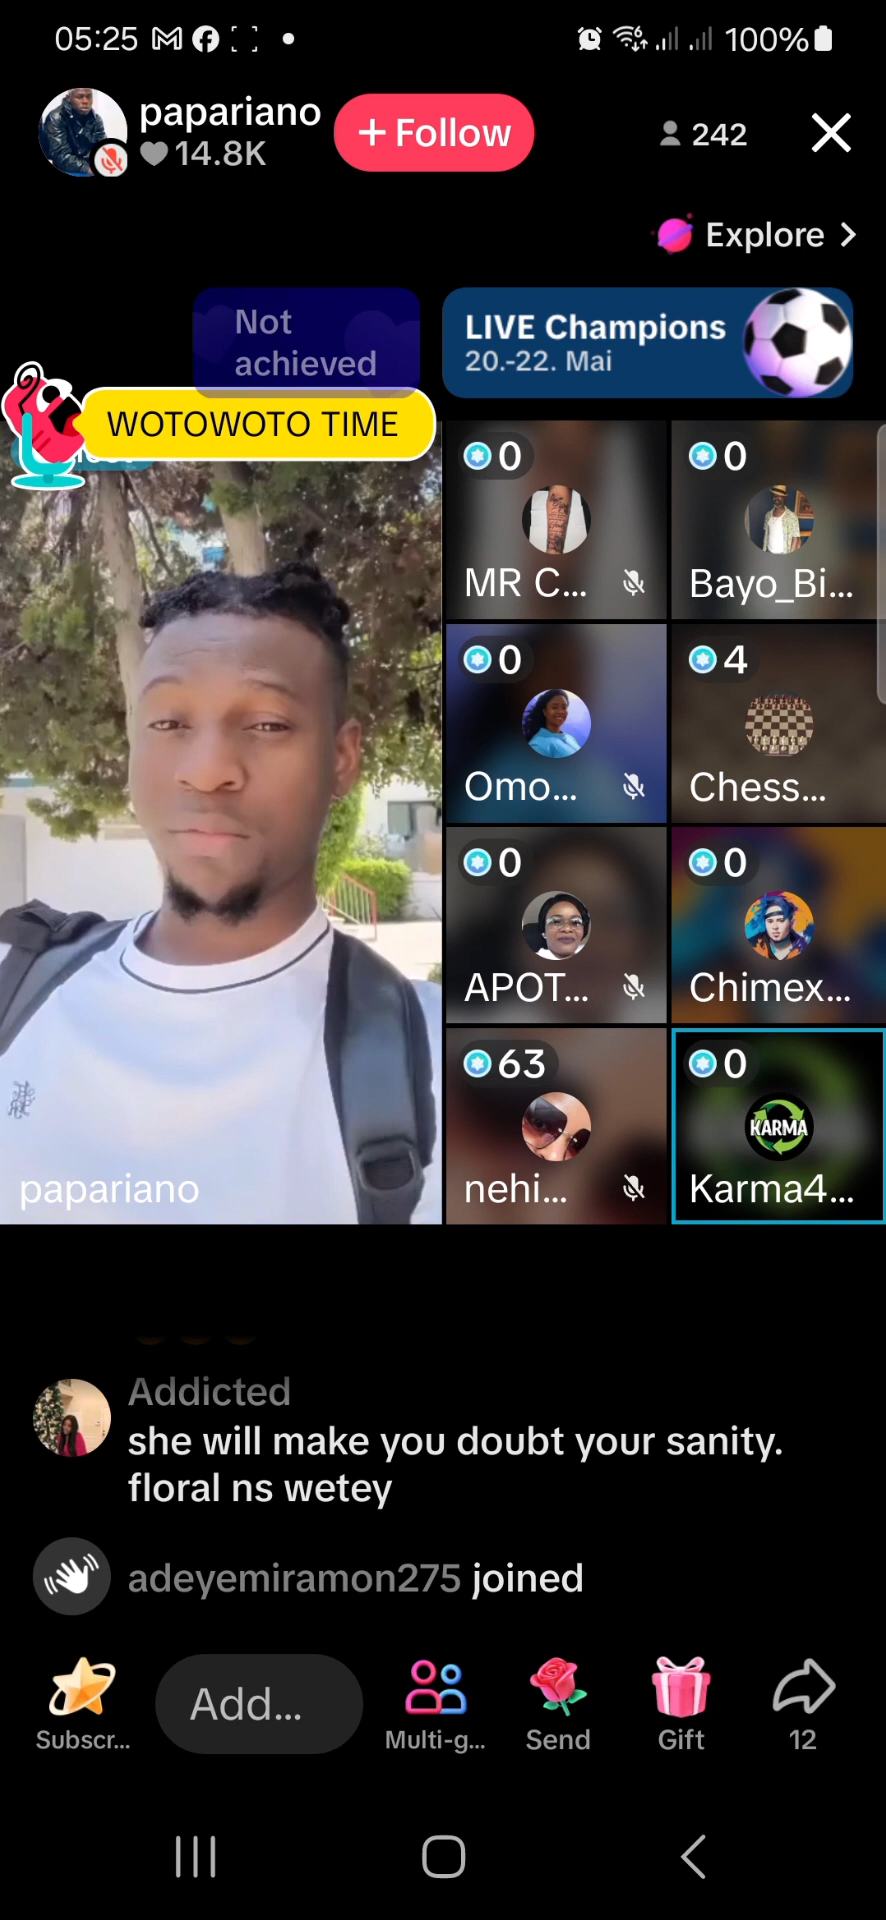 05:25
100%
papariano
+ Follow
14.8K
242
Explore
Not
achieved
LIVE Champions
20.-22. Mai
WOTOWOTO TIME
0
MR C...
0
Bayo_Bi...
0
Omo...
4
Chess...
0
APOT...
0
Chimex...
63
nehi...
0
KARMA
Karma4...
papariano
Addicted
she will make you doubt your sanity.
floral ns wetey
adeyemiramon275 joined
Subscr...
Add...
Multi-g...
Send
Gift
12